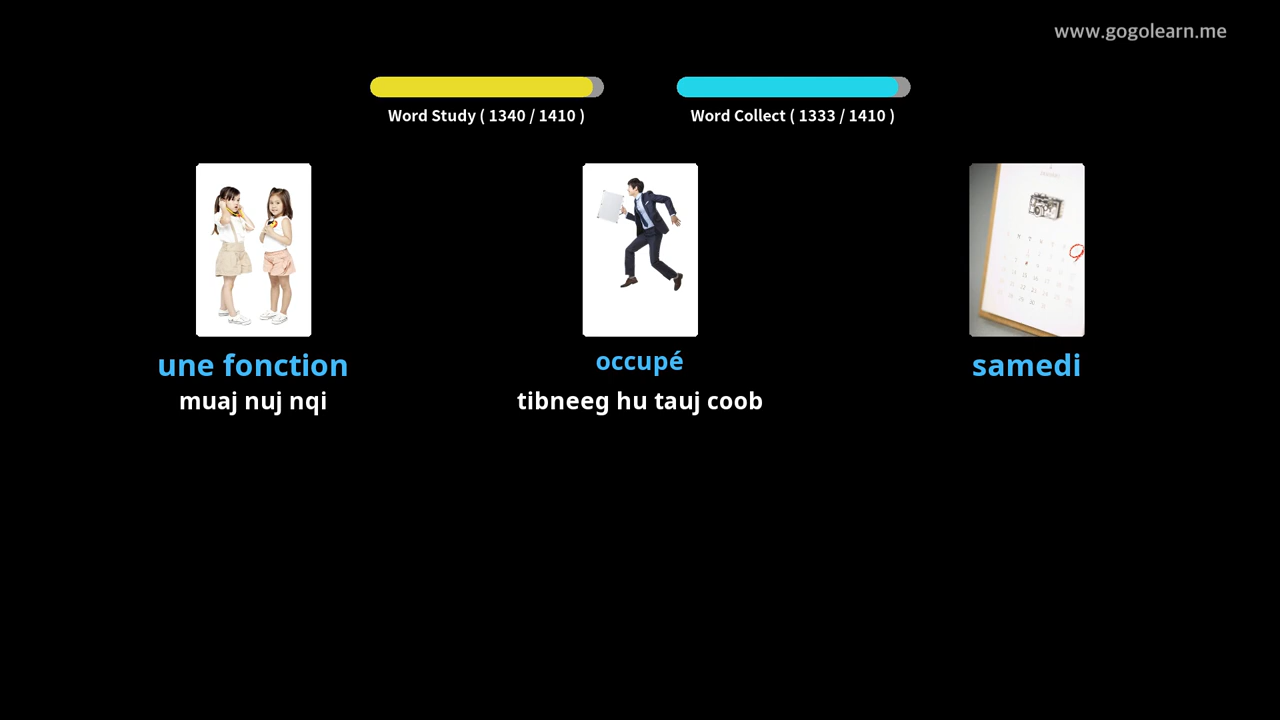 www.gogolearn.me
Word Study ( 1340 / 1410 )
Word Collect ( 1333 / 1410 )
une fonction
muaj nuj nqi
occupé
tibneeg hu tauj coob
samedi